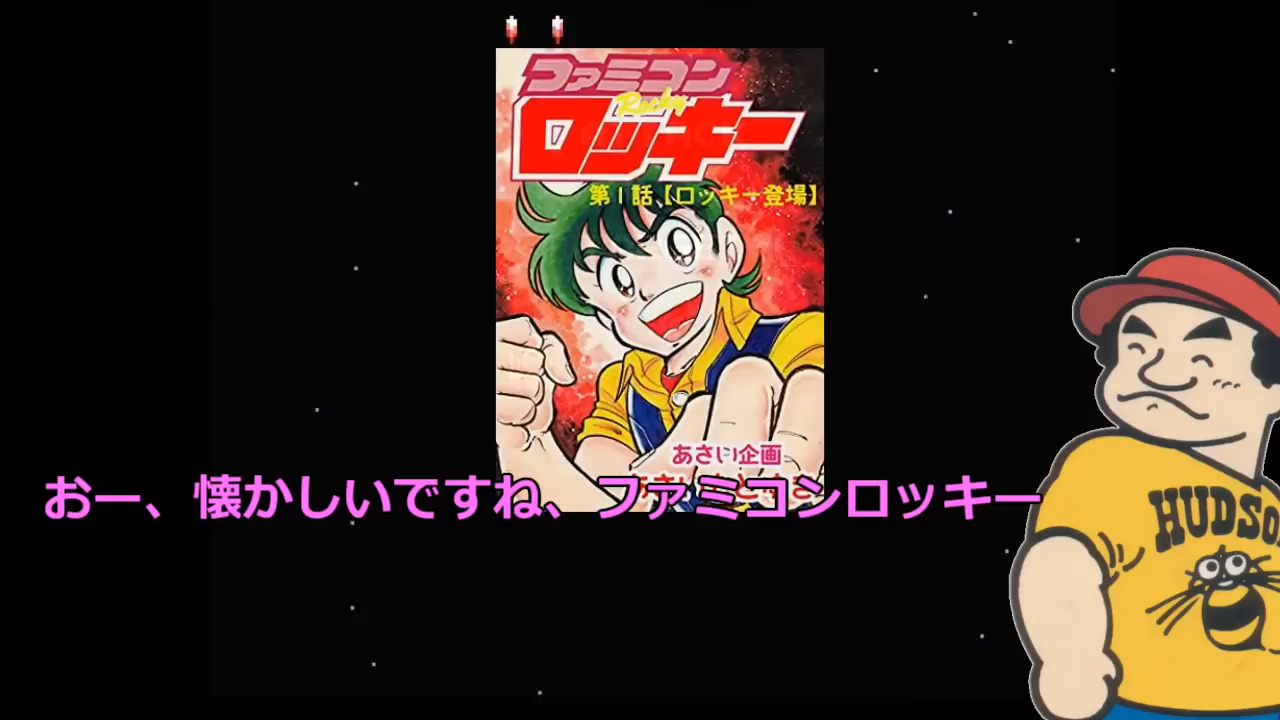 ファミコン
Rocky
ロッキー
第1話【ロッキー登場】
あさい企画
おー、懐かしいですね、ファミコンロッキー